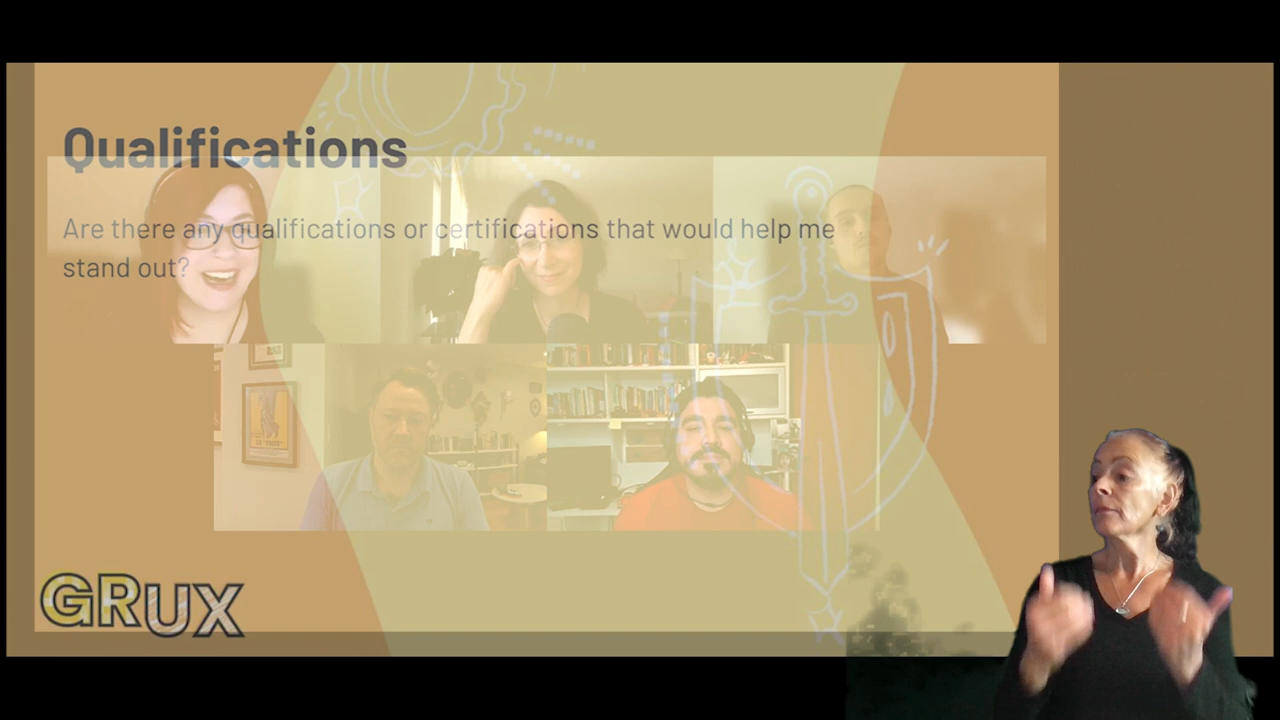 Qualifications
Are there any qualifications or certifications that would help me
stand out?
GRUX